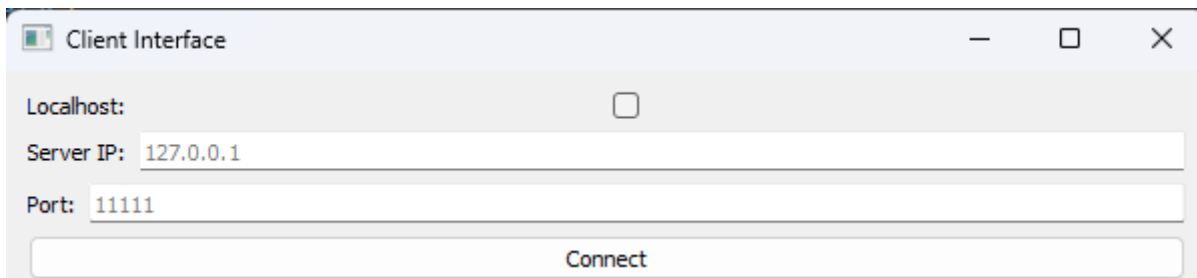 Client Interface
Localhost:
Server IP: 127.0.0.1
Port: 11111
Connect